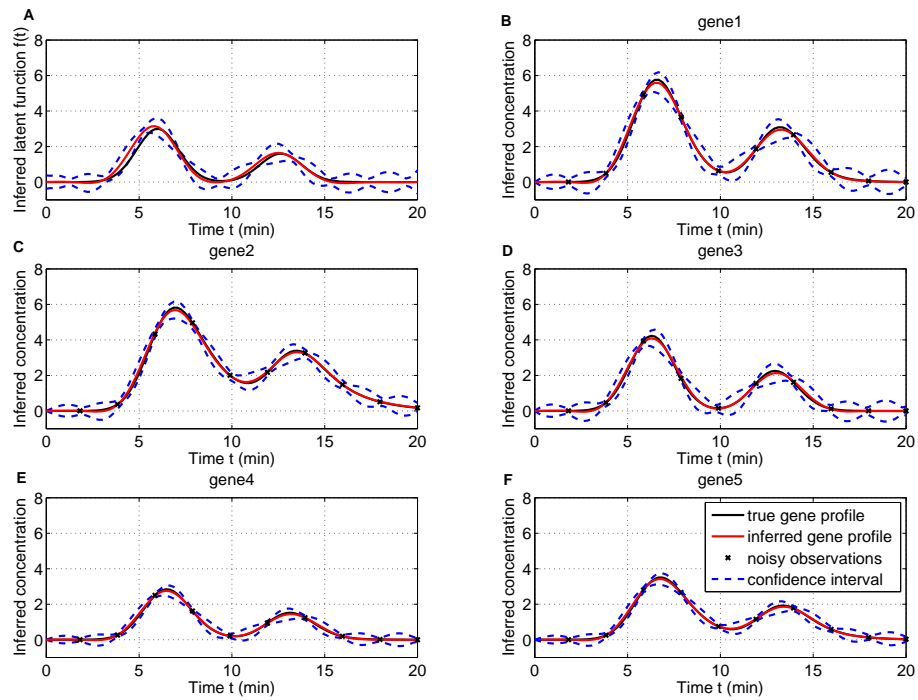 A
Inferred latent function f(t)
8
6
4
2
0
0 5 10 15 20
Time t (min)
B
gene1
Inferred concentration
8
6
4
2
0
0 5 10 15 20
Time t (min)
C
gene2
Inferred concentration
8
6
4
2
0
0 5 10 15 20
Time t (min)
D
gene3
Inferred concentration
8
6
4
2
0
0 5 10 15 20
Time t (min)
E
gene4
Inferred concentration
8
6
4
2
0
0 5 10 15 20
Time t (min)
F
gene5
Inferred concentration
8
6
4
2
0
0 5 10 15 20
Time t (min)
true gene profile
inferred gene profile
noisy observations
confidence interval